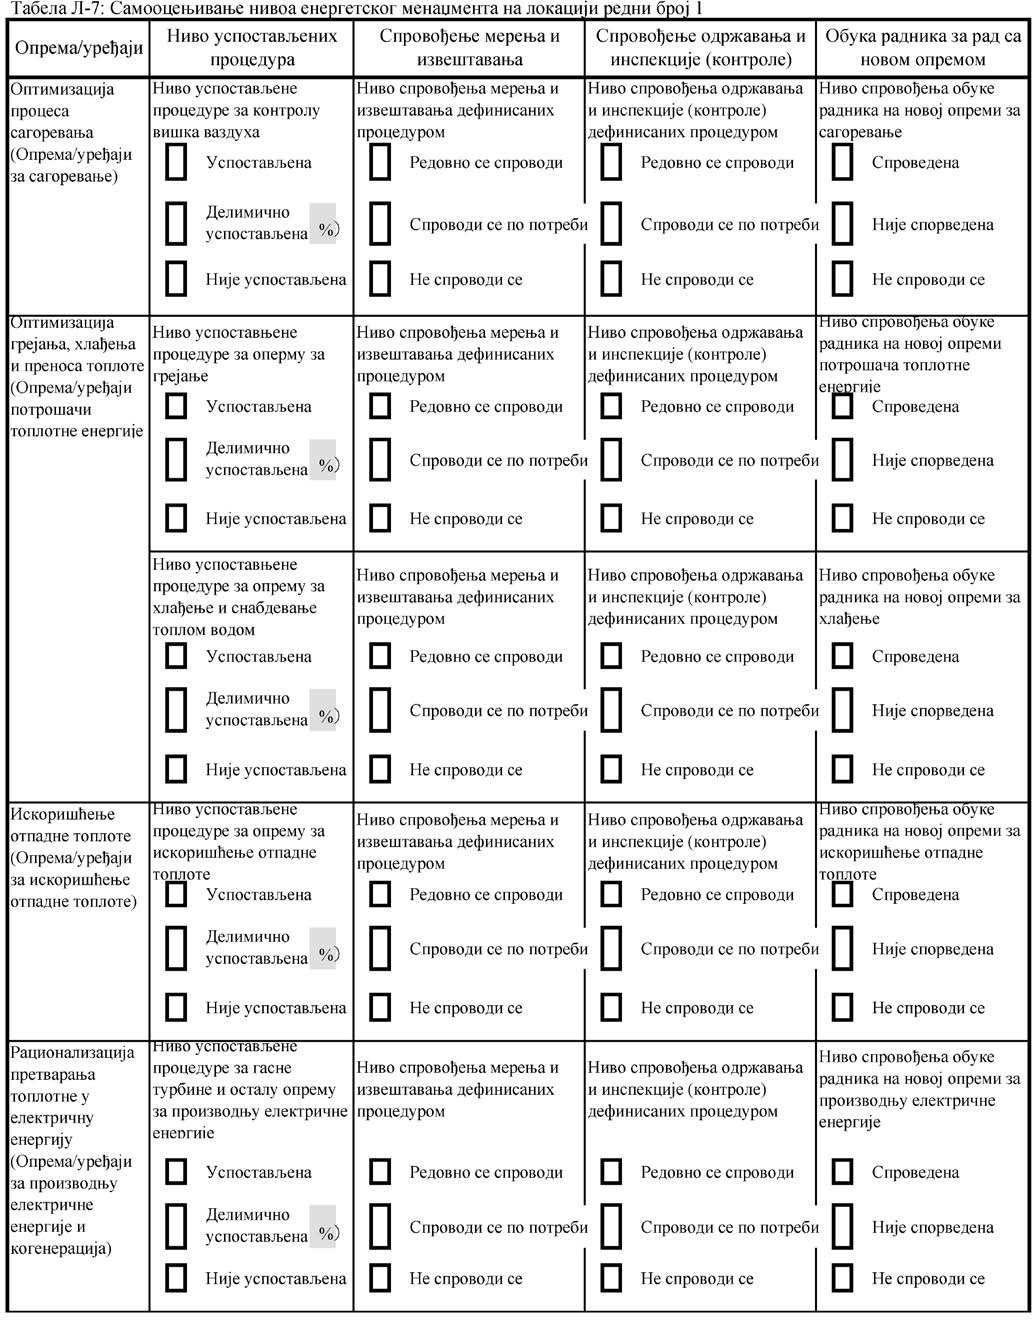 Табела Л-7: Самооцењивање нивоа енергетског менаџмента на локацији редни број 1
Опрема/уређаји
Ниво успостављених
процедура
Спровођење мерења и
извештавања
Спровођење одржавања и
инспекције (контроле)
Обука радника за рад са
новом опремом
Оптимизација
процеса
сагоревања
(Опрема/уређаји
за сагоревање)
Ниво успостављене
процедуре за контролу
вишка ваздуха
Успостављена
Делимично
успостављена %)
Није успостављена
Ниво спровођења мерења и
извештавања дефинисаних
процедуром
Редовно се спроводи
Спроводи се по потреби
Не спроводи се
Ниво спровођења одржавања
и инспекције (контроле)
дефинисаних процедуром
Редовно се спроводи
Спроводи се по потреби
Не спроводи се
Ниво спровођења обуке
радника на новој опреми за
сагоревање
Спроведена
Није спорведена
Не спроводи се
Оптимизација
грејања, хлађења
и преноса топлоте
(Опрема/уређаји
потрошачи
топлотне енергије
Ниво успоставњене
процедуре за оперму за
грејање
Успостављена
Делимично
успостављена %)
Није успостављена
Ниво спровођења мерења и
извештавања дефинисаних
процедуром
Редовно се спроводи
Спроводи се по потреби
Не спроводи се
Ниво спровођења одржавања
и инспекције (контроле)
дефинисаних процедуром
Редовно се спроводи
Спроводи се по потреби
Не спроводи се
Ниво спровођења обуке
радника на новој опреми
потрошача топлотне
енергије
Спроведена
Није спорведена
Не спроводи се
Ниво успоставњене
процедуре за опрему за
хлађење и снабдевање
топлом водом
Успостављена
Делимично
успостављена %)
Није успостављена
Ниво спровођења мерења и
извештавања дефинисаних
процедуром
Редовно се спроводи
Спроводи се по потреби
Не спроводи се
Ниво спровођења одржавања
и инспекције (контроле)
дефинисаних процедуром
Редовно се спроводи
Спроводи се по потреби
Не спроводи се
Ниво спровођења обуке
радника на новој опреми за
хлађење
Спроведена
Није спорведена
Не спроводи се
Искоришћење
отпадне топлоте
(Опрема/уређаји
за искоришћење
отпадне топлоте)
Ниво успостављене
процедуре за опрему за
искоришћење отпадне
топлоте
Успостављена
Делимично
успостављена %)
Није успостављена
Ниво спровођења мерења и
извештавања дефинисаних
процедуром
Редовно се спроводи
Спроводи се по потреби
Не спроводи се
Ниво спровођења одржавања
и инспекције (контроле)
дефинисаних процедуром
Редовно се спроводи
Спроводи се по потреби
Не спроводи се
Ниво спровођења обуке
радника на новој опреми за
искоришћење отпадне
топлоте
Спроведена
Није спорведена
Не спроводи се
Рационализација
претварања
топлотне у
електричну
енергију
(Опрема/уређаји
за производњу
електричне
енергије и
когенерација)
Ниво успостављене
процедуре за гасне
турбине и осталу опрему
за производњу електричне
енергије
Успостављена
Делимично
успостављена %)
Није успостављена
Ниво спровођења мерења и
извештавања дефинисаних
процедуром
Редовно се спроводи
Спроводи се по потреби
Не спроводи се
Ниво спровођења одржавања
и инспекције (контроле)
дефинисаних процедуром
Редовно се спроводи
Спроводи се по потреби
Не спроводи се
Ниво спровођења обуке
радника на новој опреми за
производњу електричне
енергије
Спроведена
Није спорведена
Не спроводи се